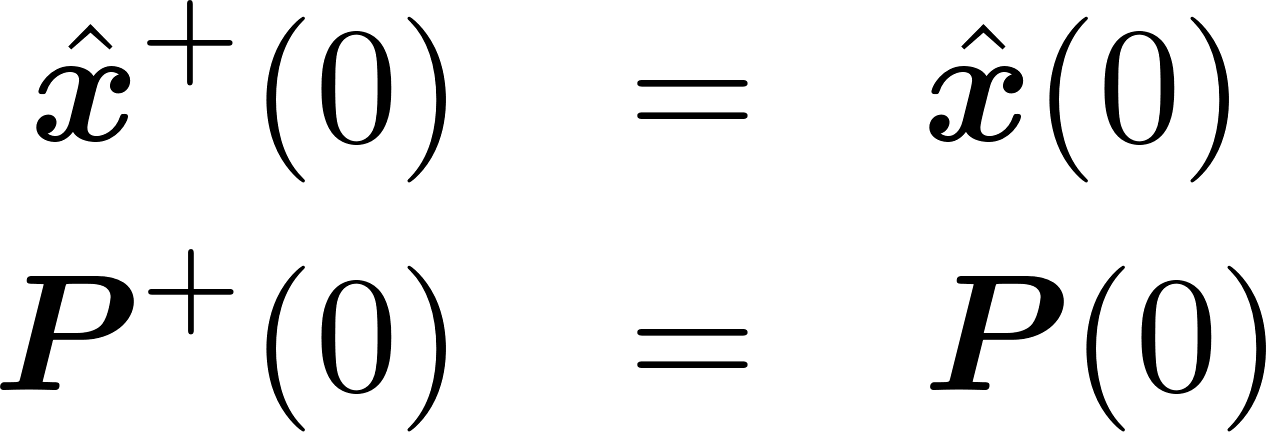 x̂⁺(0) = x̂(0)
P⁺(0) = P(0)